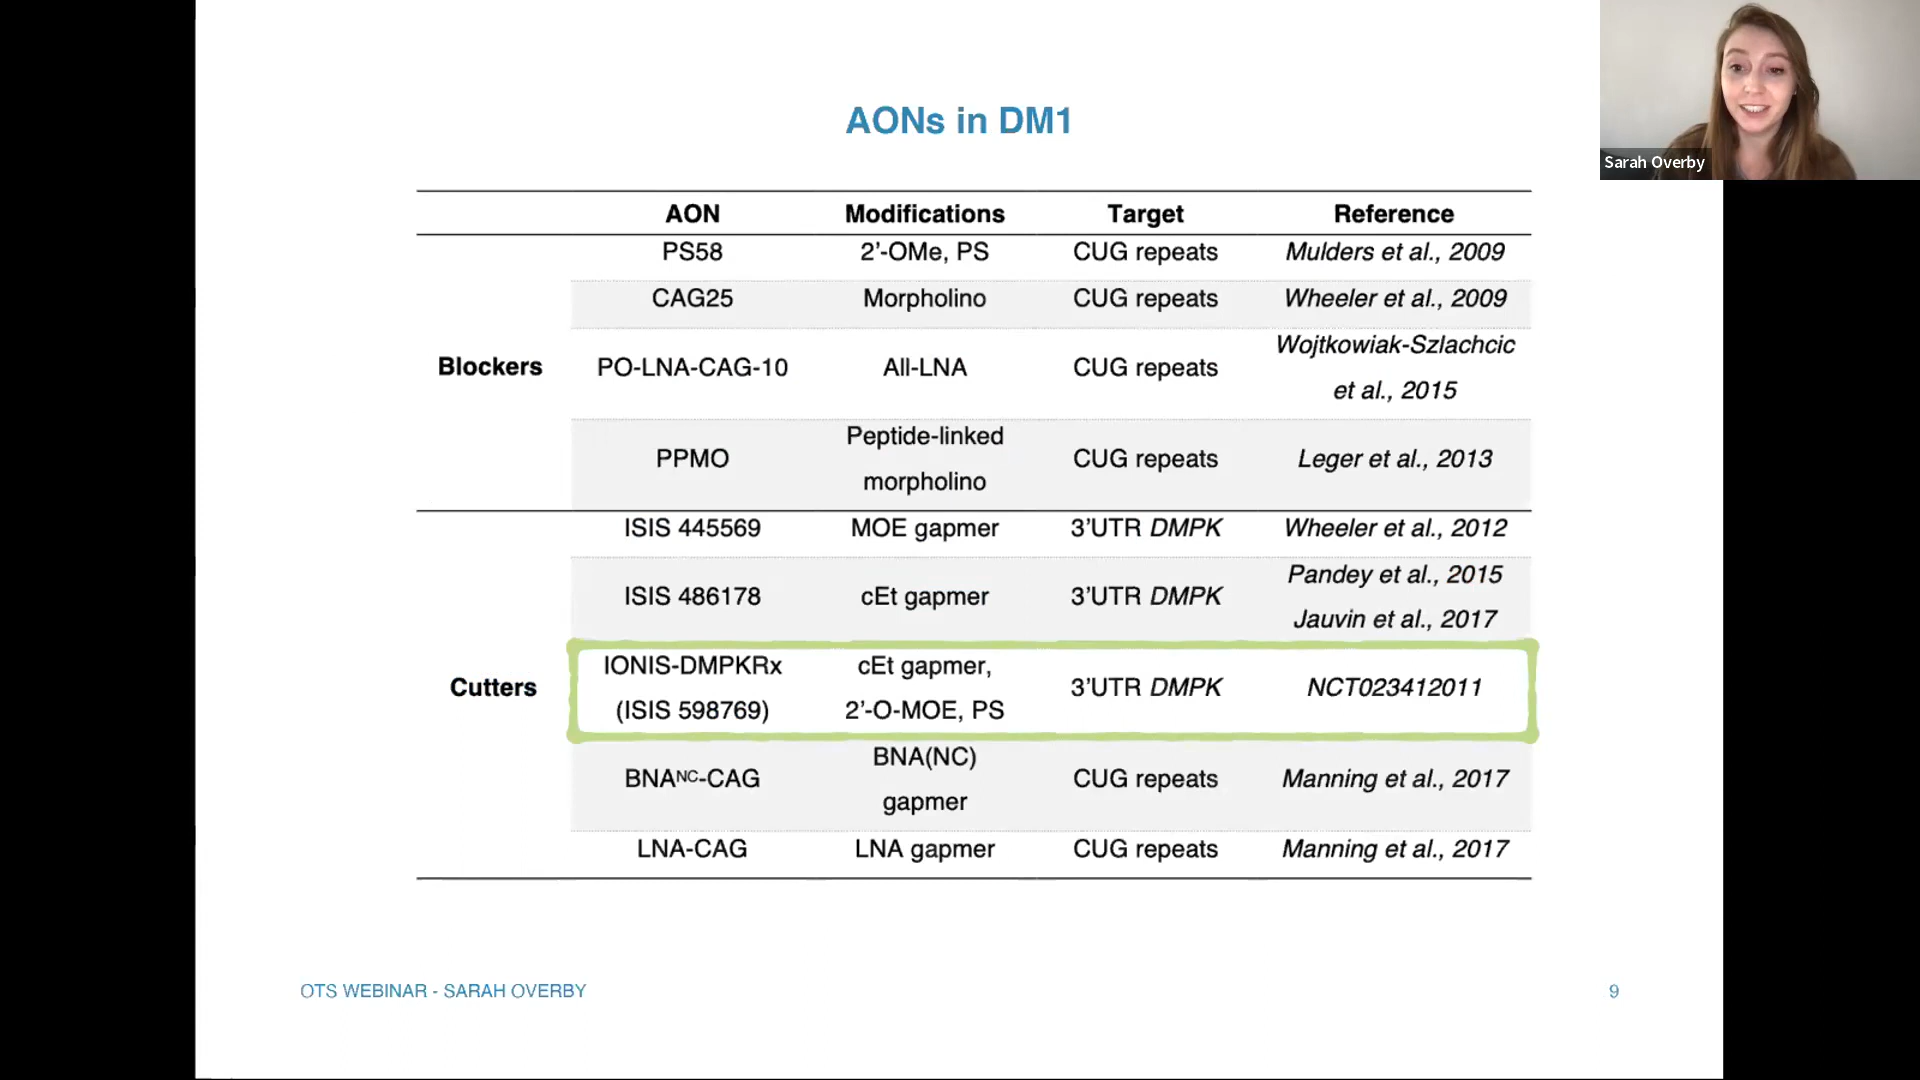 Sarah Overby
AONs in DM1
AON Modifications Target Reference
PS58 2’-OMe, PS CUG repeats Mulders et al., 2009
CAG25 Morpholino CUG repeats Wheeler et al., 2009
Blockers PO-LNA-CAG-10 All-LNA CUG repeats Wojtkowiak-Szlachcic
et al., 2015
PPMO Peptide-linked
morpholino CUG repeats Leger et al., 2013
ISIS 445569 MOE gapmer 3’UTR DMPK Wheeler et al., 2012
ISIS 486178 cEt gapmer 3’UTR DMPK Pandey et al., 2015
Jauvin et al., 2017
Cutters IONIS-DMPKRx
(ISIS 598769) cEt gapmer,
2’-O-MOE, PS 3’UTR DMPK NCT023412011
BNANC-CAG BNA(NC)
gapmer CUG repeats Manning et al., 2017
LNA-CAG LNA gapmer CUG repeats Manning et al., 2017
OTS WEBINAR - SARAH OVERBY
9